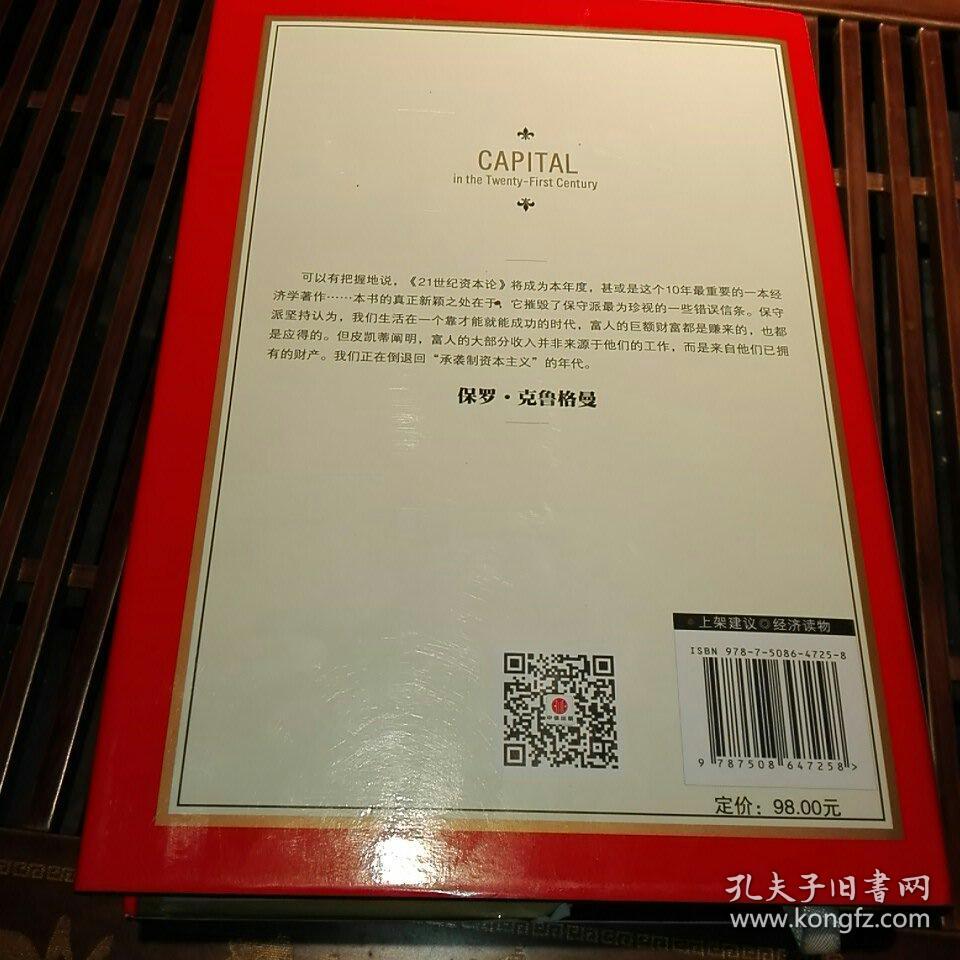 CAPITAL
in the Twenty-First Century
可以有把握地说，《21世纪资本论》将成为本年度，甚或是这个10年最重要的一本经
济学著作……本书的真正新颖之处在于，它摧毁了保守派最为珍视的一些错误信条。保守
派坚持认为，我们生活在一个靠才能就能成功的时代，富人的巨额财富都是赚来的，也都
是应得的。但皮凯蒂阐明，富人的大部分收入并非来源于他们的工作，而是来自他们已拥
有的财产。我们正在倒退回“承袭制资本主义”的年代。
保罗·克鲁格曼
上架建议◎经济读物
ISBN 978-7-5086-4725-8
中信出版
9 787508 647258 >
定价：98.00元
孔夫子旧書网
www.kongfz.com